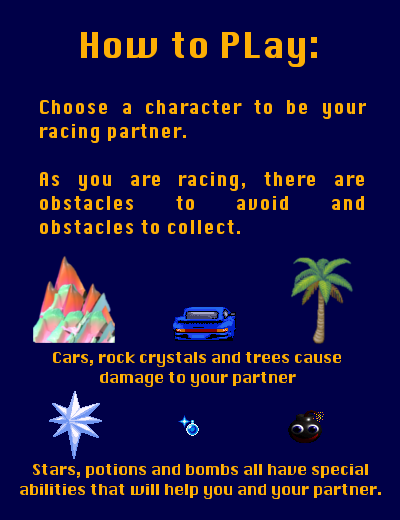 How to PLay:
Choose a character to be your
racing partner.
As you are racing, there are
obstacles to avoid and
obstacles to collect.
Cars, rock crystals and trees cause
damage to your partner
Stars, potions and bombs all have special
abilities that will help you and your partner.